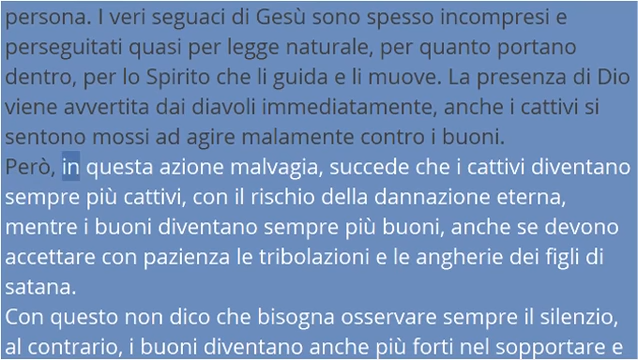 persona. I veri seguaci di Gesù sono spesso incompresi e
perseguitati quasi per legge naturale, per quanto portano
dentro, per lo Spirito che li guida e li muove. La presenza di Dio
viene avvertita dai diavoli immediatamente, anche i cattivi si
sentono mossi ad agire malamente contro i buoni.
Però, in questa azione malvagia, succede che i cattivi diventano
sempre più cattivi, con il rischio della dannazione eterna,
mentre i buoni diventano sempre più buoni, anche se devono
accettare con pazienza le tribolazioni e le angherie dei figli di
satana.
Con questo non dico che bisogna osservare sempre il silenzio,
al contrario, i buoni diventano anche più forti nel sopportare e